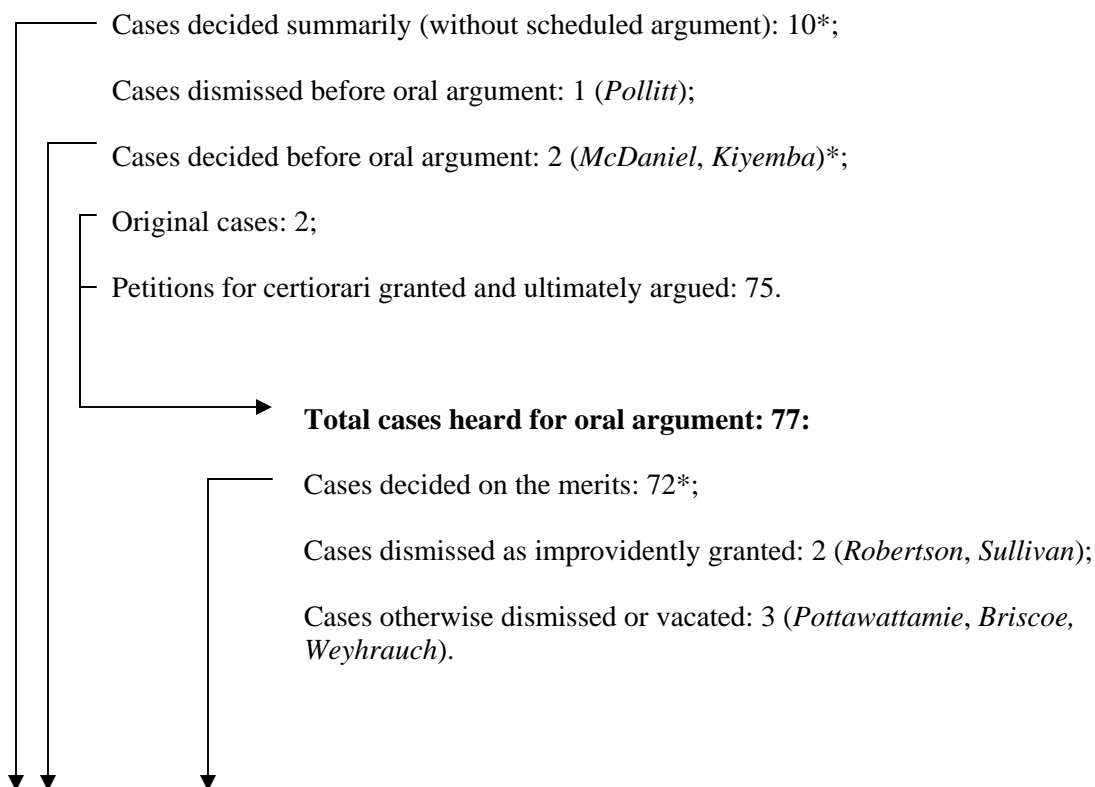 Cases decided summarily (without scheduled argument): 10*;
Cases dismissed before oral argument: 1 (Pollitt);
Cases decided before oral argument: 2 (McDaniel, Kiyemba)*;
Original cases: 2;
Petitions for certiorari granted and ultimately argued: 75.
Total cases heard for oral argument: 77:
Cases decided on the merits: 72*;
Cases dismissed as improvidently granted: 2 (Robertson, Sullivan);
Cases otherwise dismissed or vacated: 3 (Pottawattamie, Briscoe,
Weyhrauch).